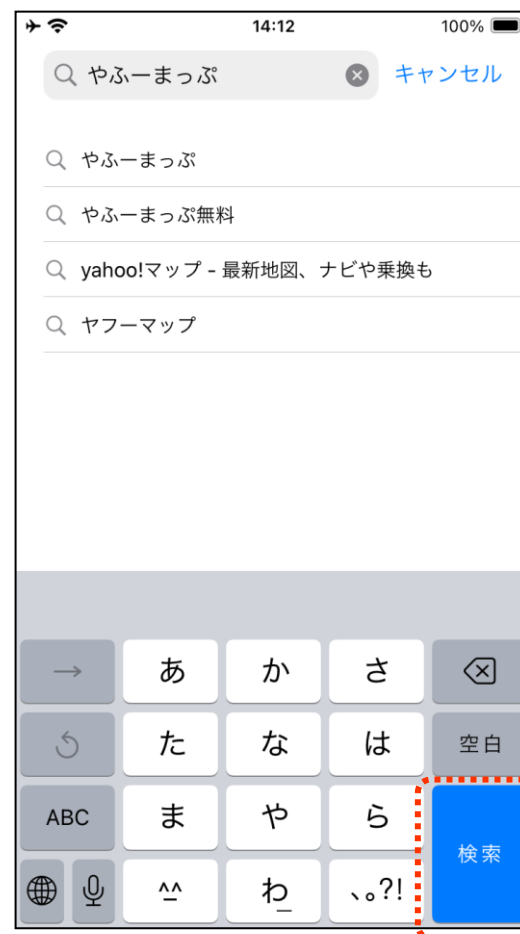 14:12 100%
やふーまっぷ キャンセル
やふーまっぷ
やふーまっぷ無料
yahoo!マップ - 最新地図、ナビや乗換も
ヤフーマップ
→ あ か さ
た な は 空白
ABC ま や ら 検索
^_^ わ_ 、。?!